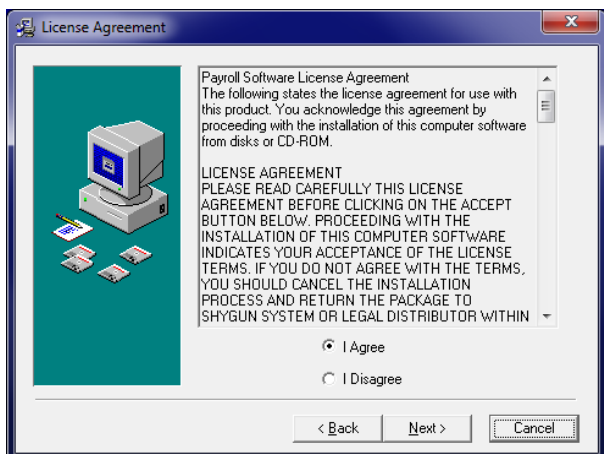 License Agreement
Payroll Software License Agreement
The following states the license agreement for use with
this product. You acknowledge this agreement by
proceeding with the installation of this computer software
from disks or CD-ROM.
LICENSE AGREEMENT
PLEASE READ CAREFULLY THIS LICENSE
AGREEMENT BEFORE CLICKING ON THE ACCEPT
BUTTON BELOW. PROCEEDING WITH THE
INSTALLATION OF THIS COMPUTER SOFTWARE
INDICATES YOUR ACCEPTANCE OF THE LICENSE
TERMS. IF YOU DO NOT AGREE WITH THE TERMS,
YOU SHOULD CANCEL THE INSTALLATION
PROCESS AND RETURN THE PACKAGE TO
SHYGUN SYSTEM OR LEGAL DISTRIBUTOR WITHIN
I Agree
I Disagree
< Back Next > Cancel